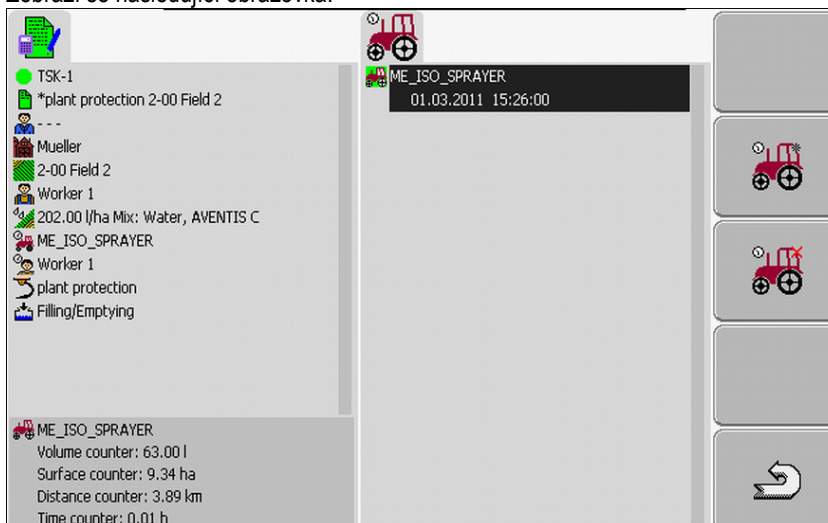 Zobrazí se následující obrazovka:
TSK-1
*plant protection 2-00 Field 2
- - -
Mueller
2-00 Field 2
Worker 1
202.00 l/ha Mix: Water, AVENTIS C
ME_ISO_SPRAYER
Worker 1
plant protection
Filling/Emptying
ME_ISO_SPRAYER
Volume counter: 63.00 l
Surface counter: 9.34 ha
Distance counter: 3.89 km
Time counter: 0.01 h
ME_ISO_SPRAYER
01.03.2011 15:26:00